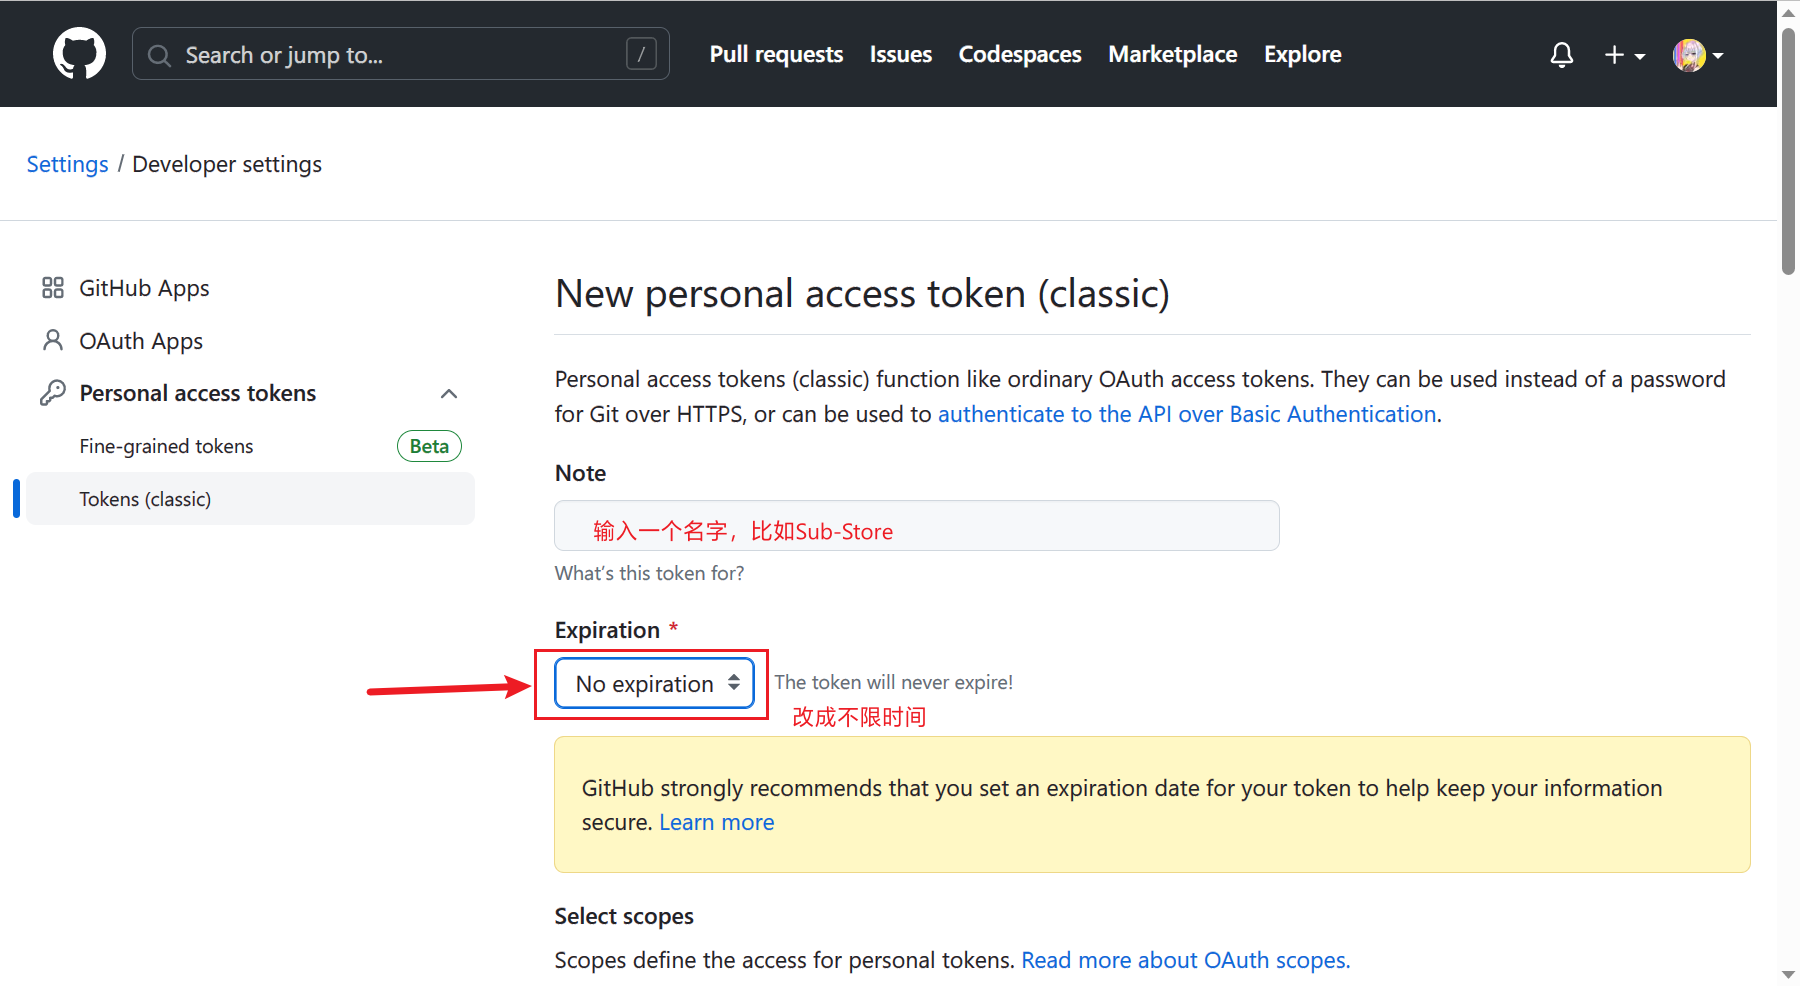 Search or jump to... /
Pull requests Issues Codespaces Marketplace Explore
Settings / Developer settings
GitHub Apps
OAuth Apps
Personal access tokens
Fine-grained tokens Beta
Tokens (classic)
New personal access token (classic)
Personal access tokens (classic) function like ordinary OAuth access tokens. They can be used instead of a password
for Git over HTTPS, or can be used to authenticate to the API over Basic Authentication.
Note
输入一个名字，比如Sub-Store
What's this token for?
Expiration *
No expiration The token will never expire!
改成不限时间
GitHub strongly recommends that you set an expiration date for your token to help keep your information
secure. Learn more
Select scopes
Scopes define the access for personal tokens. Read more about OAuth scopes.